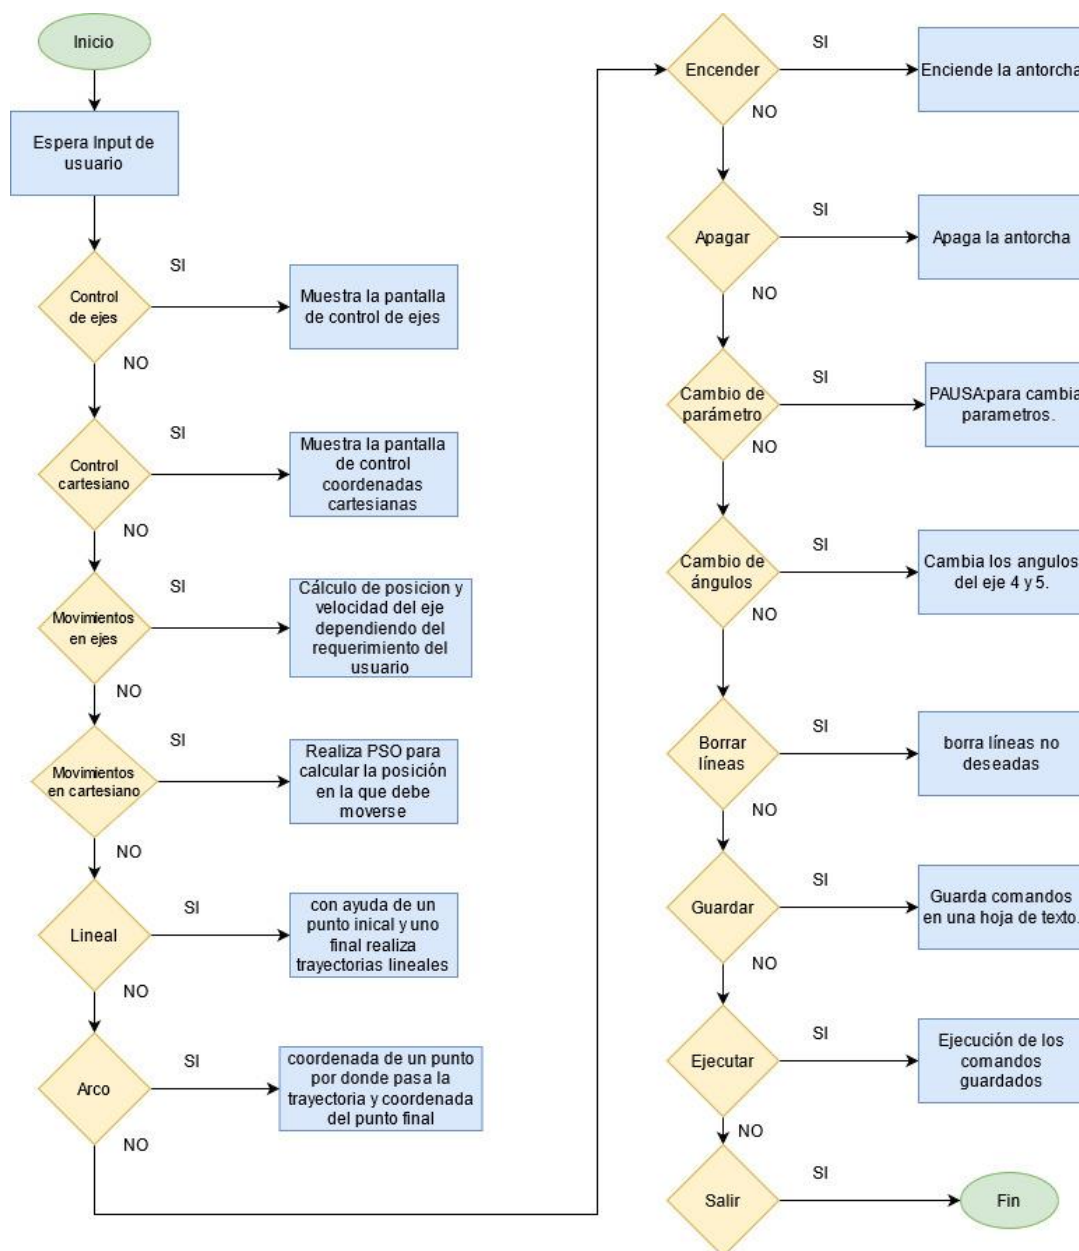 Inicio
Espera Input de
usuario
Control
de ejes
SI
Muestra la pantalla
de control de ejes
NO
Control
cartesiano
SI
Muestra la pantalla
de control
coordenadas
cartesianas
NO
Movimientos
en ejes
SI
Cálculo de posicion y
velocidad del eje
dependiendo del
requerimiento del
usuario
NO
Movimientos
en cartesiano
SI
Realiza PSO para
calcular la posición
en la que debe
moverse
NO
Lineal
SI
con ayuda de un
punto inical y uno
final realiza
trayectorias lineales
NO
Arco
SI
coordenada de un punto
por donde pasa la
trayectoria y coordenada
del punto final
NO
Encender
SI
Enciende la antorcha
NO
Apagar
SI
Apaga la antorcha
NO
Cambio de
parámetro
SI
PAUSA:para cambia
parametros.
NO
Cambio de
ángulos
SI
Cambia los angulos
del eje 4 y 5.
NO
Borrar
líneas
SI
borra líneas no
deseadas
NO
Guardar
SI
Guarda comandos
en una hoja de texto.
NO
Ejecutar
SI
Ejecución de los
comandos
guardados
NO
Salir
SI
Fin